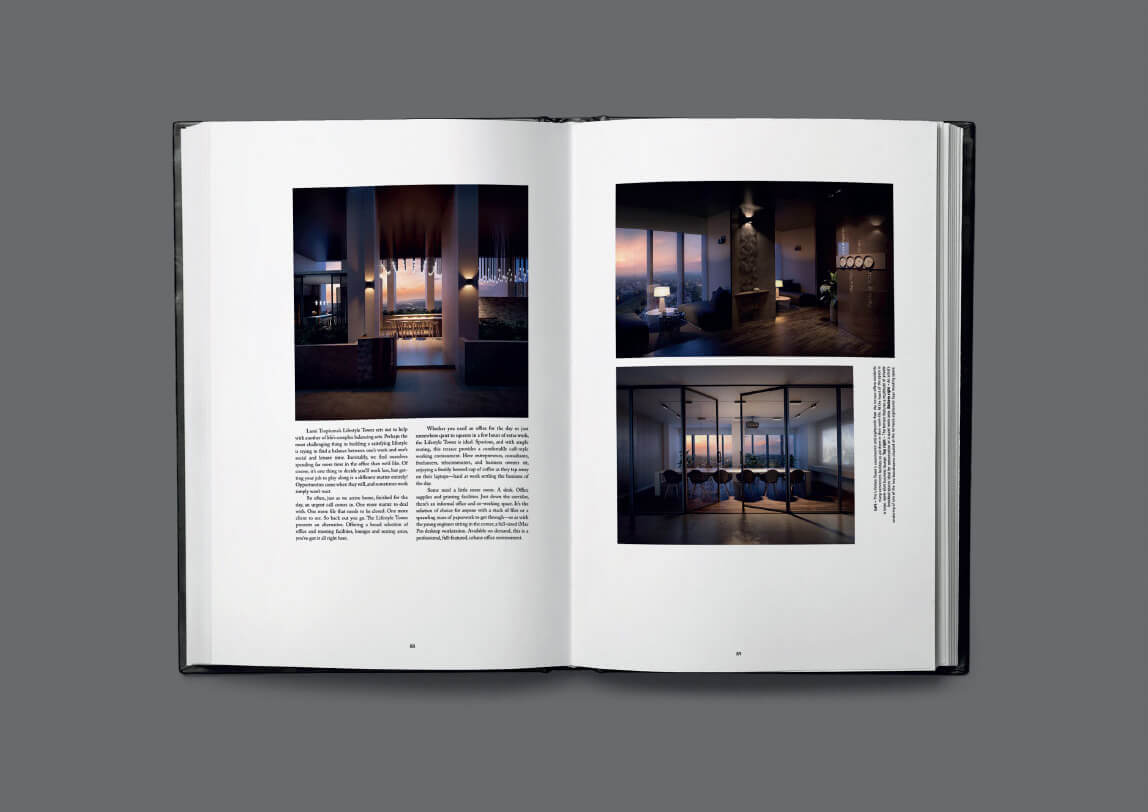 Lumi Tropicana's Lifestyle Tower sets out to help
with another of life's complex balancing acts. Perhaps the
most challenging thing in building a satisfying lifestyle
is trying to find a balance between one's work and one's
social and leisure time. Inevitably, we find ourselves
spending far more time in the office than we'd like. Of
course, it's one thing to decide you'll work less, but get-
ting your job to play along is a different matter entirely!
Opportunities come when they will, and sometimes work
simply won't wait.
So often, just as we arrive home, finished for the
day, an urgent call comes in. One more matter to deal
with. One more file that needs to be closed. One more
client to see. So back out you go. The Lifestyle Tower
presents an alternative. Offering a broad selection of
office and meeting facilities, lounges and seating areas,
you've got it all right here.
Whether you need an office for the day or just
somewhere quiet to squeeze in a few hours of extra work,
the Lifestyle Tower is ideal. Spacious, and with ample
seating, this terrace provides a comfortable café-style
working environment. Here entrepreneurs, consultants,
freelancers, telecommuters, and business owners sit,
enjoying a freshly brewed cup of coffee as they tap away
on their laptops—hard at work settling the business of
the day.
Some need a little more room. A desk. Office
supplies and printing facilities. Just down the corridor,
there's an informal office and co-working space. It's the
solution of choice for anyone with a stack of files or a
spreading mass of paperwork to get through—or as with
the young engineer sitting in the corner, a full-sized iMac
Pro desktop workstation. Available on demand, this is a
professional, full-featured, urbane office environment.